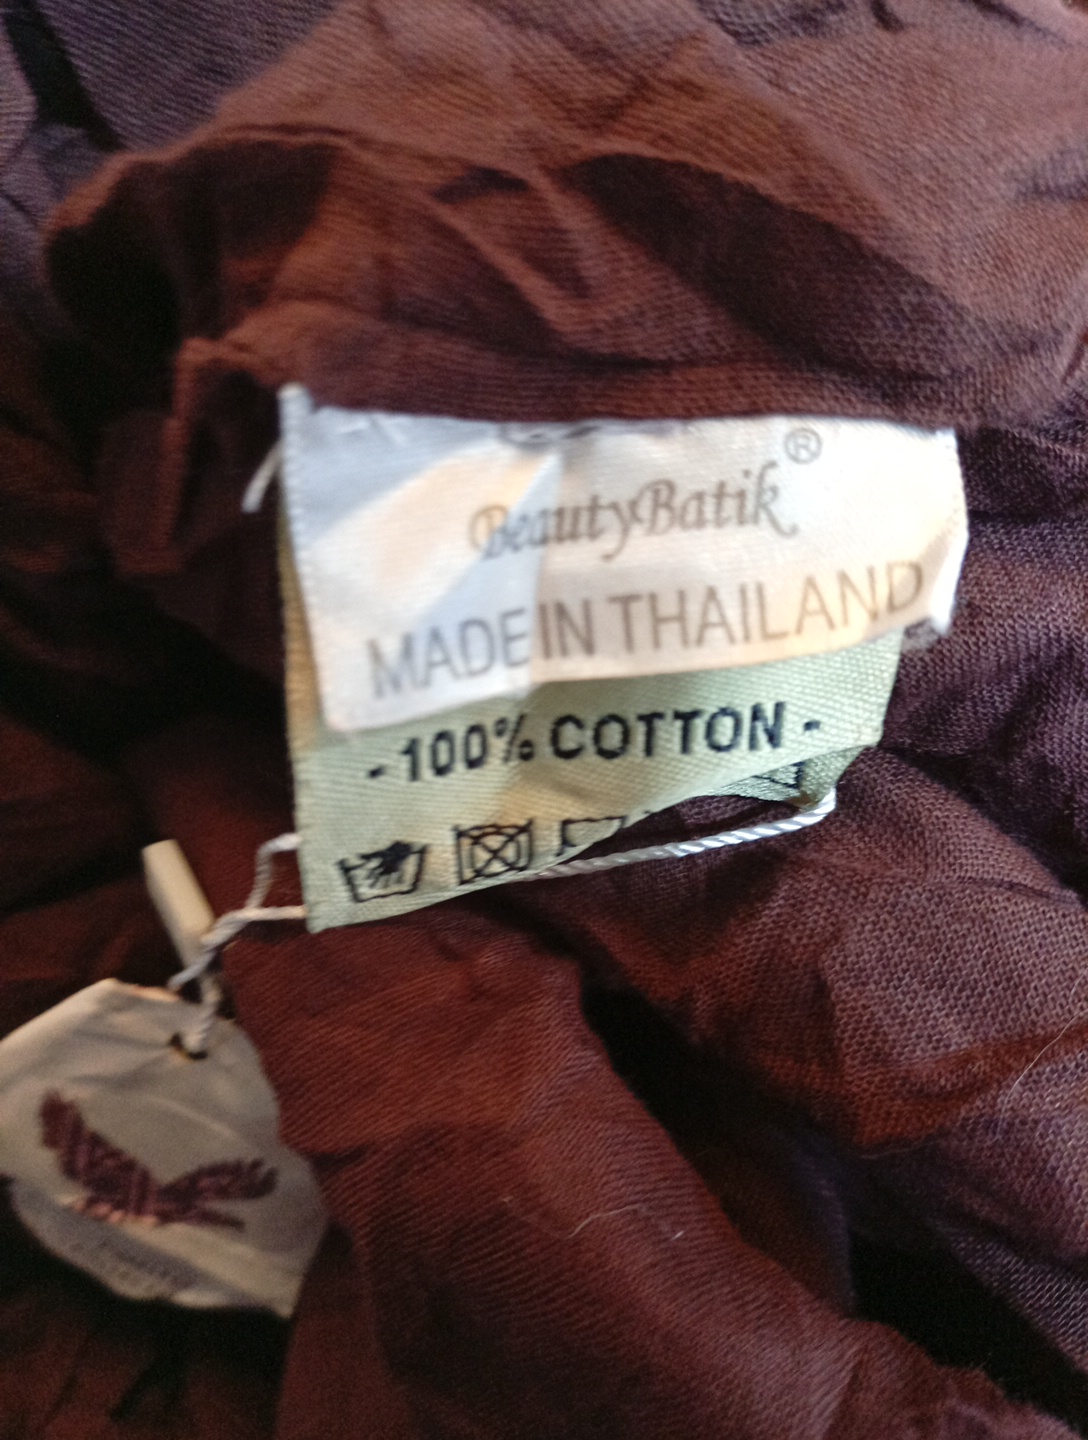 BeautyBatik®
MADE IN THAILAND
- 100% COTTON -